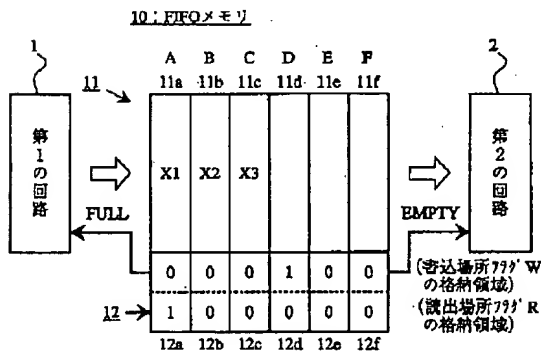 10:FIFOメモリ
1
2
A B C D E F
11
11a 11b 11c 11d 11e 11f
第1の回路
X1 X2 X3
第2の回路
FULL
EMPTY
0 0 0 1 0 0
(書込場所フラグW
の格納領域)
12
1 0 0 0 0 0
(読出場所フラグR
の格納領域)
12a 12b 12c 12d 12e 12f